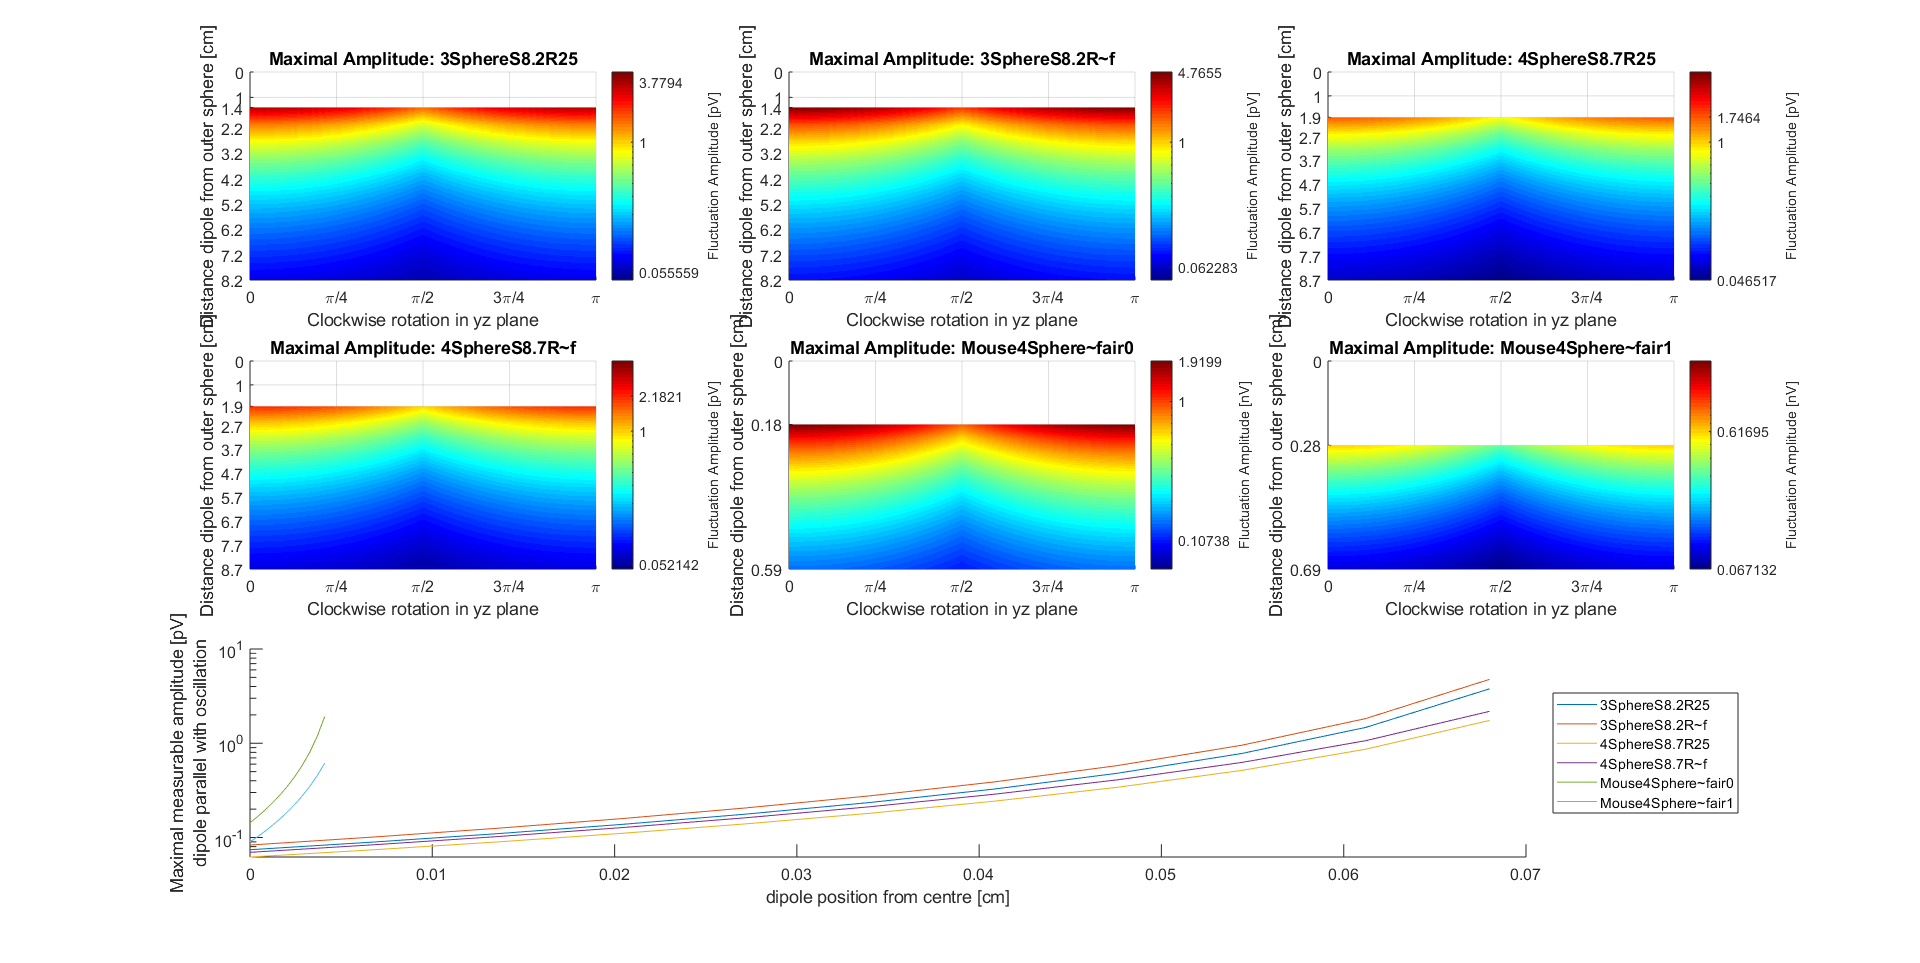 Maximal Amplitude: 3SphereS8.2R25
Distance dipole from outer sphere [cm]
0
1
1.4
2.2
3.2
4.2
5.2
6.2
7.2
8.2
0
π/4
π/2
3π/4
π
Clockwise rotation in yz plane
3.7794
1
0.055559
Fluctuation Amplitude [pV]
Maximal Amplitude: 3SphereS8.2R~f
Distance dipole from outer sphere [cm]
0
1
1.4
2.2
3.2
4.2
5.2
6.2
7.2
8.2
0
π/4
π/2
3π/4
π
Clockwise rotation in yz plane
4.7655
1
0.062283
Fluctuation Amplitude [pV]
Maximal Amplitude: 4SphereS8.7R25
Distance dipole from outer sphere [cm]
0
1
1.9
2.7
3.7
4.7
5.7
6.7
7.7
8.7
0
π/4
π/2
3π/4
π
Clockwise rotation in yz plane
1.7464
1
0.046517
Fluctuation Amplitude [pV]
Maximal Amplitude: 4SphereS8.7R~f
Distance dipole from outer sphere [cm]
0
1
1.9
2.7
3.7
4.7
5.7
6.7
7.7
8.7
0
π/4
π/2
3π/4
π
Clockwise rotation in yz plane
2.1821
1
0.052142
Fluctuation Amplitude [pV]
Maximal Amplitude: Mouse4Sphere~fair0
Distance dipole from outer sphere [cm]
0
0.18
0.59
0
π/4
π/2
3π/4
π
Clockwise rotation in yz plane
1.9199
1
0.10738
Fluctuation Amplitude [nV]
Maximal Amplitude: Mouse4Sphere~fair1
Distance dipole from outer sphere [cm]
0
0.28
0.69
0
π/4
π/2
3π/4
π
Clockwise rotation in yz plane
0.61695
0.067132
Fluctuation Amplitude [nV]
Maximal measurable amplitude [pV]
dipole parallel with oscillation
10^1
10^0
10^-1
0
0.01
0.02
0.03
0.04
0.05
0.06
0.07
dipole position from centre [cm]
3SphereS8.2R25
3SphereS8.2R~f
4SphereS8.7R25
4SphereS8.7R~f
Mouse4Sphere~fair0
Mouse4Sphere~fair1